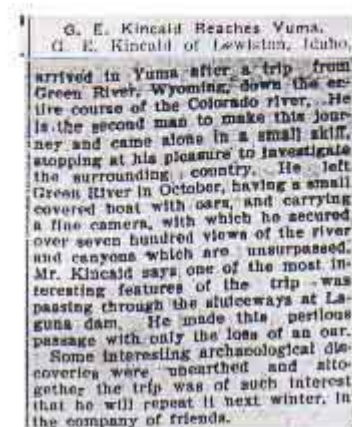 G. E. Kincaid Reaches Yuma.
G. E. Kincaid of Lewiston, Idaho,
arrived in Yuma after a trip from
Green River, Wyoming, down the en-
tire course of the Colorado river. He
is the second man to make this jour-
ney and came alone in a small skiff,
stopping at his pleasure to investigate
the surrounding country. He left
Green River in October, having a small
covered boat with oars, and carrying
a fine camera, with which he secured
over seven hundred views of the river
and canyons which are unsurpassed.
Mr. Kincaid says one of the most in-
teresting features of the trip was
passing through the sluiceways at La-
guna dam. He made this perilous
passage with only the loss of an oar.
Some interesting archaeological dis-
coveries were unearthed and alto-
gether the trip was of such interest
that he will repeat it next winter, in
the company of friends.